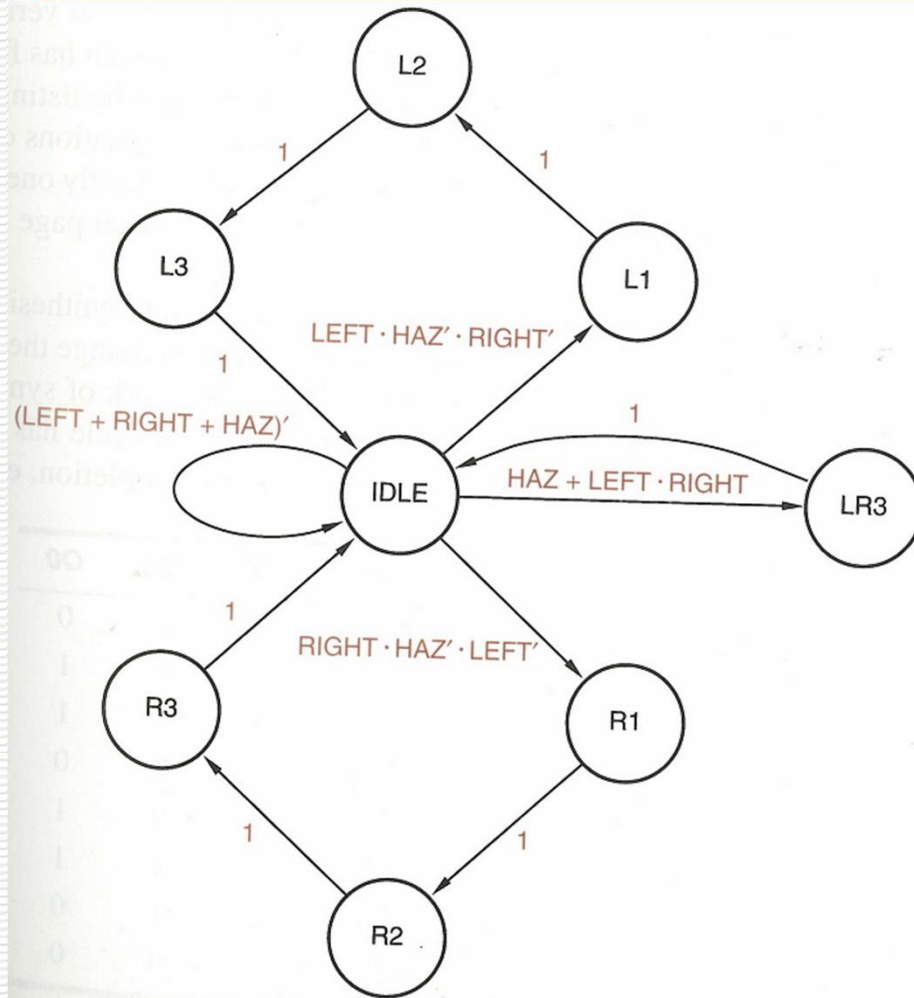 L2
1
1
L3
L1
LEFT · HAZ′ · RIGHT′
1
(LEFT + RIGHT + HAZ)′
1
IDLE
HAZ + LEFT · RIGHT
LR3
1
RIGHT · HAZ′ · LEFT′
R3
R1
1
1
R2